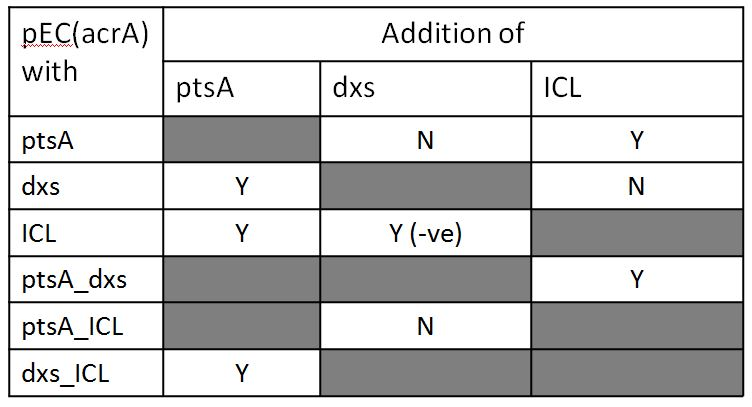 pEC(acrA) with Addition of
ptsA dxs ICL
ptsA N Y
dxs Y N
ICL Y Y (-ve)
ptsA_dxs Y
ptsA_ICL N
dxs_ICL Y